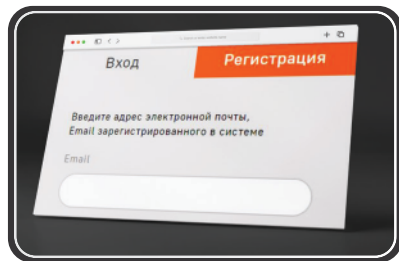 Вход
Регистрация
Введите адрес электронной почты,
Email зарегистрированного в системе
Email